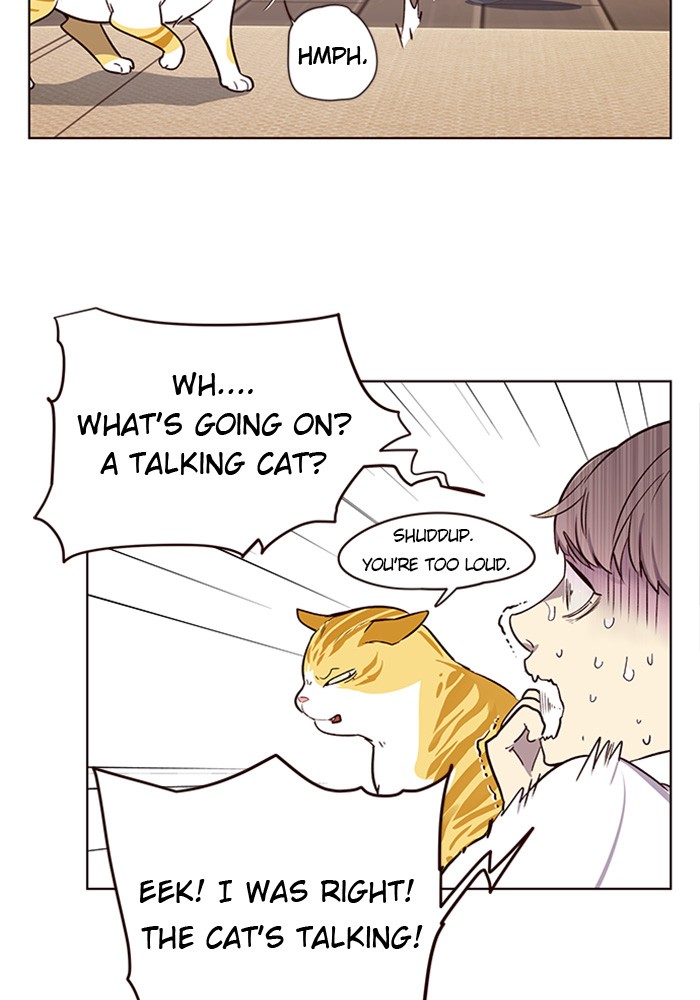 HMPH.
WH....
WHAT'S GOING ON?
A TALKING CAT?
SHUDDUP.
YOU'RE TOO LOUD.
EEK! I WAS RIGHT!
THE CAT'S TALKING!